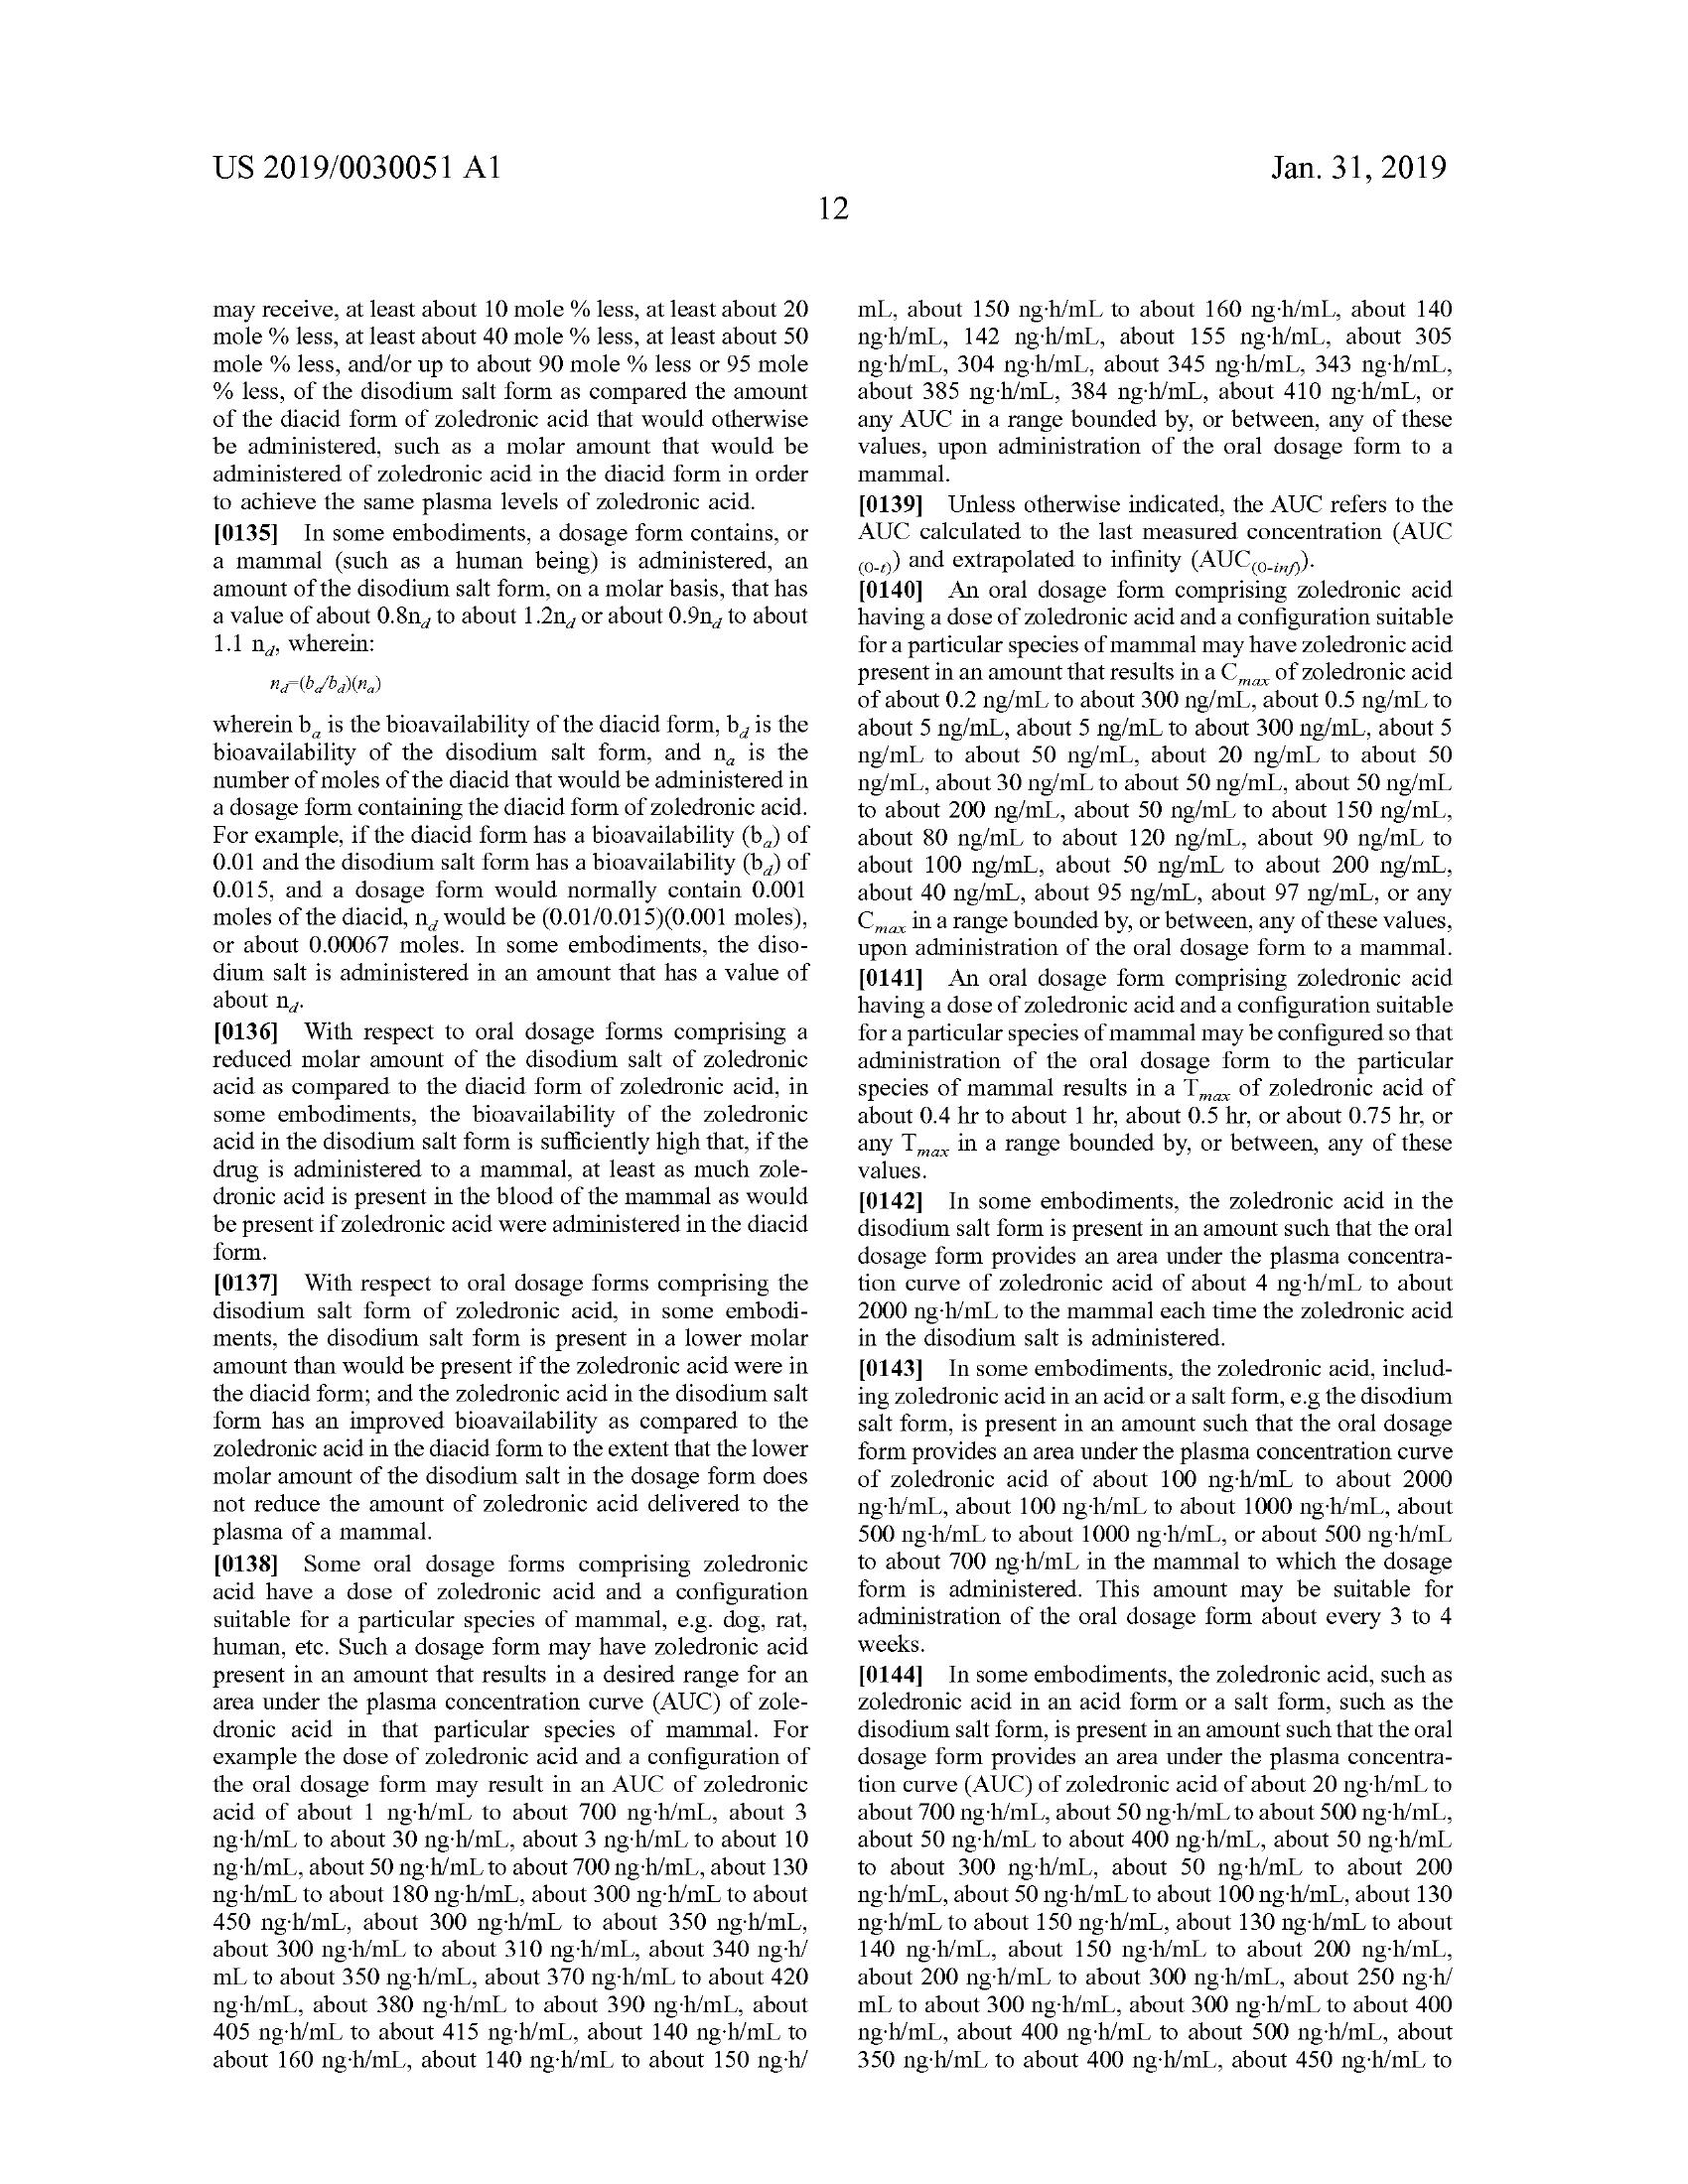 US 2019/0030051 A1
Jan. 31, 2019
12
may receive, at least about 10 mole % less, at least about 20
mole % less, at least about 40 mole % less, at least about 50
mole % less, and/or up to about 90 mole % less or 95 mole
% less, of the disodium salt form as compared the amount
of the diacid form of zoledronic acid that would otherwise
be administered, such as a molar amount that would be
administered of zoledronic acid in the diacid form in order
to achieve the same plasma levels of zoledronic acid.
[0135] In some embodiments, a dosage form contains, or
a mammal (such as a human being) is administered, an
amount of the disodium salt form, on a molar basis, that has
a value of about 0.8n_d to about 1.2n_d or about 0.9n_d to about
1.1 n_d, wherein:
n_d=(b_a/b_d)(n_a)
wherein b_a is the bioavailability of the diacid form, b_d is the
bioavailability of the disodium salt form, and n_a is the
number of moles of the diacid that would be administered in
a dosage form containing the diacid form of zoledronic acid.
For example, if the diacid form has a bioavailability (b_a) of
0.01 and the disodium salt form has a bioavailability (b_d) of
0.015, and a dosage form would normally contain 0.001
moles of the diacid, n_d would be (0.01/0.015)(0.001 moles),
or about 0.00067 moles. In some embodiments, the diso-
dium salt is administered in an amount that has a value of
about n_d.
[0136] With respect to oral dosage forms comprising a
reduced molar amount of the disodium salt of zoledronic
acid as compared to the diacid form of zoledronic acid, in
some embodiments, the bioavailability of the zoledronic
acid in the disodium salt form is sufficiently high that, if the
drug is administered to a mammal, at least as much zole-
dronic acid is present in the blood of the mammal as would
be present if zoledronic acid were administered in the diacid
form.
[0137] With respect to oral dosage forms comprising the
disodium salt form of zoledronic acid, in some embodi-
ments, the disodium salt form is present in a lower molar
amount than would be present if the zoledronic acid were in
the diacid form; and the zoledronic acid in the disodium salt
form has an improved bioavailability as compared to the
zoledronic acid in the diacid form to the extent that the lower
molar amount of the disodium salt in the dosage form does
not reduce the amount of zoledronic acid delivered to the
plasma of a mammal.
[0138] Some oral dosage forms comprising zoledronic
acid have a dose of zoledronic acid and a configuration
suitable for a particular species of mammal, e.g. dog, rat,
human, etc. Such a dosage form may have zoledronic acid
present in an amount that results in a desired range for an
area under the plasma concentration curve (AUC) of zole-
dronic acid in that particular species of mammal. For
example the dose of zoledronic acid and a configuration of
the oral dosage form may result in an AUC of zoledronic
acid of about 1 ng·h/mL to about 700 ng·h/mL, about 3
ng·h/mL to about 30 ng·h/mL, about 3 ng·h/mL to about 10
ng·h/mL, about 50 ng·h/mL to about 700 ng·h/mL, about 130
ng·h/mL to about 180 ng·h/mL, about 300 ng·h/mL to about
450 ng·h/mL, about 300 ng·h/mL to about 350 ng·h/mL,
about 300 ng·h/mL to about 310 ng·h/mL, about 340 ng·h/
mL to about 350 ng·h/mL, about 370 ng·h/mL to about 420
ng·h/mL, about 380 ng·h/mL to about 390 ng·h/mL, about
405 ng·h/mL to about 415 ng·h/mL, about 140 ng·h/mL to
about 160 ng·h/mL, about 140 ng·h/mL to about 150 ng·h/
mL, about 150 ng·h/mL to about 160 ng·h/mL, about 140
ng·h/mL, 142 ng·h/mL, about 155 ng·h/mL, about 305
ng·h/mL, 304 ng·h/mL, about 345 ng·h/mL, 343 ng·h/mL,
about 385 ng·h/mL, 384 ng·h/mL, about 410 ng·h/mL, or
any AUC in a range bounded by, or between, any of these
values, upon administration of the oral dosage form to a
mammal.
[0139] Unless otherwise indicated, the AUC refers to the
AUC calculated to the last measured concentration (AUC
(0-t)) and extrapolated to infinity (AUC(0-inf)).
[0140] An oral dosage form comprising zoledronic acid
having a dose of zoledronic acid and a configuration suitable
for a particular species of mammal may have zoledronic acid
present in an amount that results in a C_max of zoledronic acid
of about 0.2 ng/mL to about 300 ng/mL, about 0.5 ng/mL to
about 5 ng/mL, about 5 ng/mL to about 300 ng/mL, about 5
ng/mL to about 50 ng/mL, about 20 ng/mL to about 50
ng/mL, about 30 ng/mL to about 50 ng/mL, about 50 ng/mL
to about 200 ng/mL, about 50 ng/mL to about 150 ng/mL,
about 80 ng/mL to about 120 ng/mL, about 90 ng/mL to
about 100 ng/mL, about 50 ng/mL to about 200 ng/mL,
about 40 ng/mL, about 95 ng/mL, about 97 ng/mL, or any
C_max in a range bounded by, or between, any of these values,
upon administration of the oral dosage form to a mammal.
[0141] An oral dosage form comprising zoledronic acid
having a dose of zoledronic acid and a configuration suitable
for a particular species of mammal may be configured so that
administration of the oral dosage form to the particular
species of mammal results in a T_max of zoledronic acid of
about 0.4 hr to about 1 hr, about 0.5 hr, or about 0.75 hr, or
any T_max in a range bounded by, or between, any of these
values.
[0142] In some embodiments, the zoledronic acid in the
disodium salt form is present in an amount such that the oral
dosage form provides an area under the plasma concentra-
tion curve of zoledronic acid of about 4 ng·h/mL to about
2000 ng·h/mL to the mammal each time the zoledronic acid
in the disodium salt is administered.
[0143] In some embodiments, the zoledronic acid, includ-
ing zoledronic acid in an acid or a salt form, e.g the disodium
salt form, is present in an amount such that the oral dosage
form provides an area under the plasma concentration curve
of zoledronic acid of about 100 ng·h/mL to about 2000
ng·h/mL, about 100 ng·h/mL to about 1000 ng·h/mL, about
500 ng·h/mL to about 1000 ng·h/mL, or about 500 ng·h/mL
to about 700 ng·h/mL in the mammal to which the dosage
form is administered. This amount may be suitable for
administration of the oral dosage form about every 3 to 4
weeks.
[0144] In some embodiments, the zoledronic acid, such as
zoledronic acid in an acid form or a salt form, such as the
disodium salt form, is present in an amount such that the oral
dosage form provides an area under the plasma concentra-
tion curve (AUC) of zoledronic acid of about 20 ng·h/mL to
about 700 ng·h/mL, about 50 ng·h/mL to about 500 ng·h/mL,
about 50 ng·h/mL to about 400 ng·h/mL, about 50 ng·h/mL
to about 300 ng·h/mL, about 50 ng·h/mL to about 200
ng·h/mL, about 50 ng·h/mL to about 100 ng·h/mL, about 130
ng·h/mL to about 150 ng·h/mL, about 130 ng·h/mL to about
140 ng·h/mL, about 150 ng·h/mL to about 200 ng·h/mL,
about 200 ng·h/mL to about 300 ng·h/mL, about 250 ng·h/
mL to about 300 ng·h/mL, about 300 ng·h/mL to about 400
ng·h/mL, about 400 ng·h/mL to about 500 ng·h/mL, about
350 ng·h/mL to about 400 ng·h/mL, about 450 ng·h/mL to